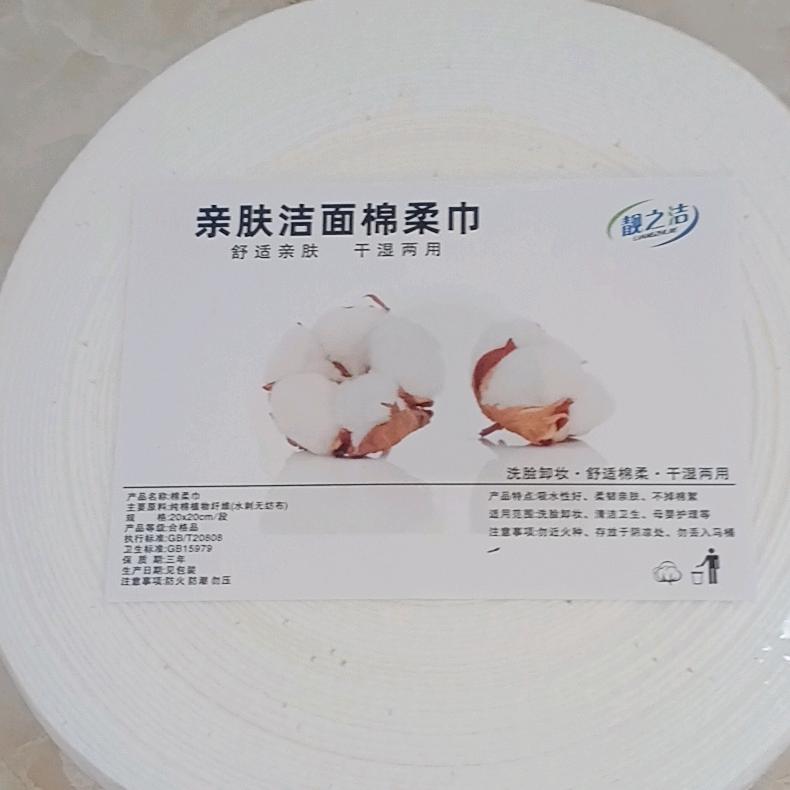 亲肤洁面棉柔巾
舒适亲肤 干湿两用
靓之洁
洗脸卸妆·舒适棉柔·干湿两用
产品名称:棉柔巾
主要原料:纯棉植物纤维(水刺无纺布)
规 格:20x20cm/段
产品等级:合格品
执行标准:GB/T20808
卫生标准:GB15979
保 质 期:三年
生产日期:见包装
注意事项:防火 防潮 勿压
产品特点:吸水性好、柔韧亲肤、不掉棉絮
适用范围:洗脸卸妆、清洁卫生、母婴护理等
注意事项:勿近火种、存放于阴凉处、勿丢入马桶